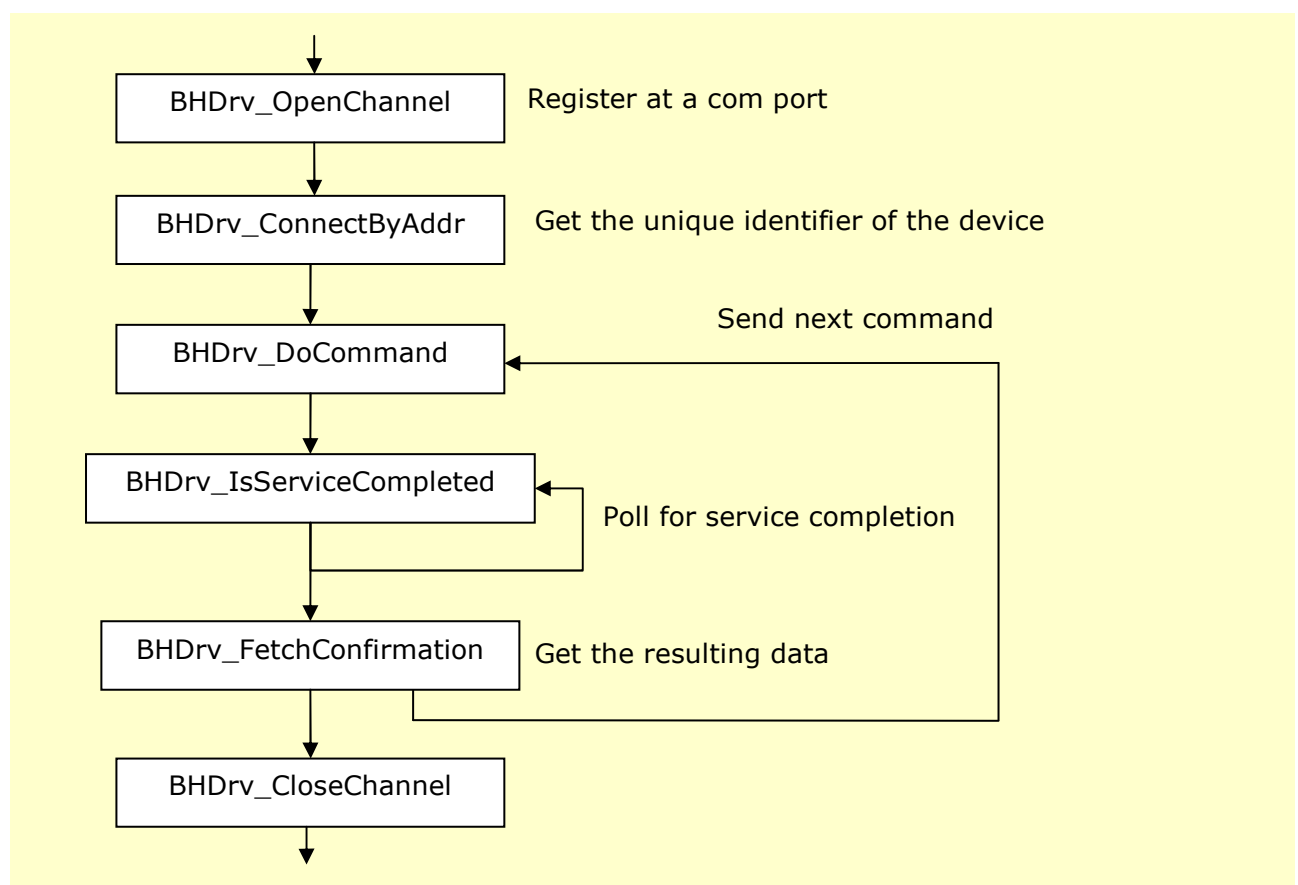 BHDrv_OpenChannel
Register at a com port
BHDrv_ConnectByAddr
Get the unique identifier of the device
Send next command
BHDrv_DoCommand
BHDrv_IsServiceCompleted
Poll for service completion
BHDrv_FetchConfirmation
Get the resulting data
BHDrv_CloseChannel